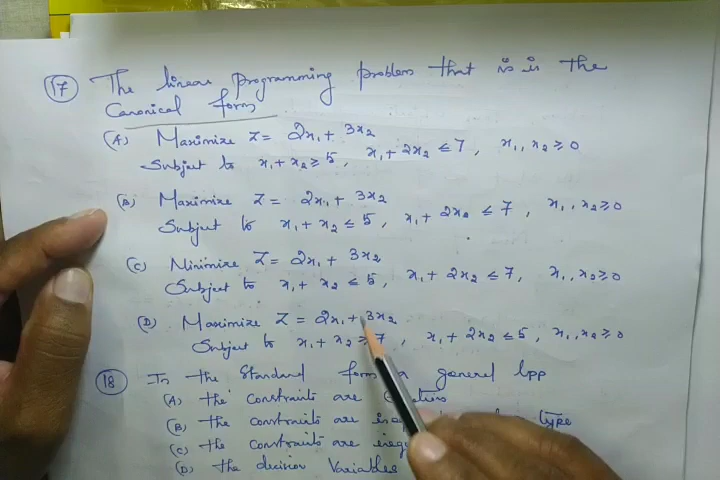 (17) The linear programming problem that is in the
Canonical form
(A) Maximize Z = 2x₁ + 3x₂
Subject to x₁ + x₂ ≥ 5, x₁ + 2x₂ ≤ 7, x₁, x₂ ≥ 0
(B) Maximize Z = 2x₁ + 3x₂
Subject to x₁ + x₂ ≤ 5, x₁ + 2x₂ ≤ 7, x₁, x₂ ≥ 0
(C) Minimize Z = 2x₁ + 3x₂
Subject to x₁ + x₂ ≤ 5, x₁ + 2x₂ ≤ 7, x₁, x₂ ≥ 0
(D) Maximize Z = 2x₁ + 3x₂
Subject to x₁ + x₂ ≥ 7, x₁ + 2x₂ ≤ 5, x₁, x₂ ≥ 0
(18) In the Standard form a general lpp
(A) the constraints are
(B) the constraints are type
(C) the constraints are
(D) the decision Variables